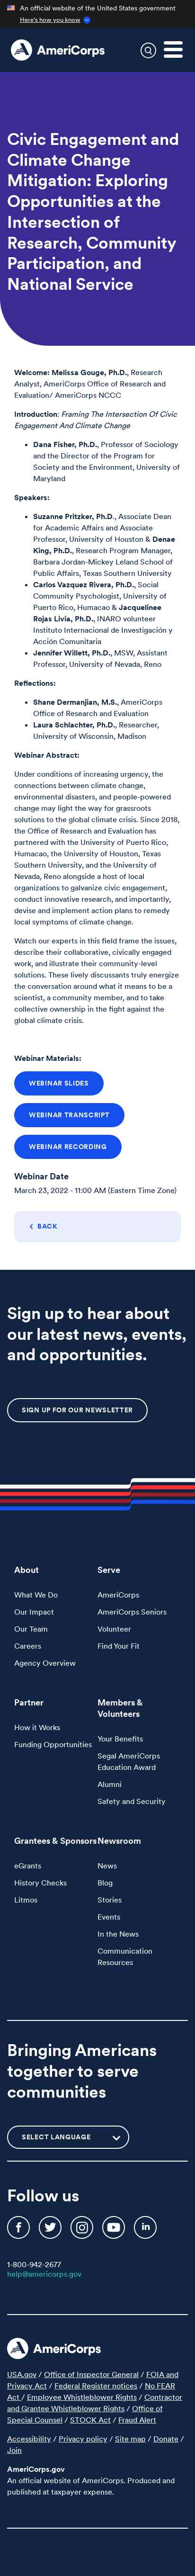 An official website of the United States government
Here's how you know
AmeriCorps
Civic Engagement and
Climate Change
Mitigation: Exploring
Opportunities at the
Intersection of
Research, Community
Participation, and
National Service
Welcome: Melissa Gouge, Ph.D., Research
Analyst, AmeriCorps Office of Research and
Evaluation/ AmeriCorps NCCC
Introduction: Framing The Intersection Of Civic
Engagement And Climate Change
Dana Fisher, Ph.D., Professor of Sociology
and the Director of the Program for
Society and the Environment, University of
Maryland
Speakers:
Suzanne Pritzker, Ph.D., Associate Dean
for Academic Affairs and Associate
Professor, University of Houston & Denae
King, Ph.D., Research Program Manager,
Barbara Jordan-Mickey Leland School of
Public Affairs, Texas Southern University
Carlos Vazquez Rivera, Ph.D., Social
Community Psychologist, University of
Puerto Rico, Humacao & Jacquelinee
Rojas Livia, Ph.D., INARO volunteer
Instituto Internacional de Investigación y
Acción Comunitaria
Jennifer Willett, Ph.D., MSW, Assistant
Professor, University of Nevada, Reno
Reflections:
Shane Dermanjian, M.S., AmeriCorps
Office of Research and Evaluation
Laura Schlachter, Ph.D., Researcher,
University of Wisconsin, Madison
Webinar Abstract:
Under conditions of increasing urgency, the
connections between climate change,
environmental disasters, and people-powered
change may light the way for grassroots
solutions to the global climate crisis. Since 2018,
the Office of Research and Evaluation has
partnered with the University of Puerto Rico,
Humacao, the University of Houston, Texas
Southern University, and the University of
Nevada, Reno alongside a host of local
organizations to galvanize civic engagement,
conduct innovative research, and importantly,
devise and implement action plans to remedy
local symptoms of climate change.
Watch our experts in this field frame the issues,
describe their collaborative, civically engaged
work, and illustrate their community-level
solutions. These lively discussions truly energize
the conversation of where we stand as
scientist's, community member's, and how to
make climate change a collective issue with
collective ownership in the fight against the
global climate crisis.
Webinar Materials:
WEBINAR SLIDES
WEBINAR TRANSCRIPT
WEBINAR RECORDING
Webinar Date
March 23, 2022 - 11:00 AM (Eastern Time Zone)
BACK
Sign up to hear about
our latest news, events,
and opportunities.
SIGN UP FOR OUR NEWSLETTER
About
What We Do
Our Impact
Our Team
Careers
Agency Overview
Serve
AmeriCorps
AmeriCorps Seniors
Volunteer
Find Your Fit
Partner
How it Works
Funding Opportunities
Members &
Volunteers
Your Benefits
Segal AmeriCorps
Education Award
Alumni
Safety and Security
Grantees & Sponsors
eGrants
History Checks
Litmos
Newsroom
News
Blog
Stories
Events
In the News
Communication
Resources
Bringing Americans
together to serve
communities
SELECT LANGUAGE
Follow us
1-800-942-2677
help@americorps.gov
AmeriCorps
USA.gov / Office of Inspector General / FOIA and
Privacy Act / Federal Register notices / No FEAR
Act / Employee Whistleblower Rights / Contractor
and Grantee Whistleblower Rights / Office of
Special Counsel / STOCK Act / Fraud Alert
Accessibility / Privacy policy / Site map / Donate /
Join
AmeriCorps.gov
An official website of AmeriCorps. Produced and
published at taxpayer expense.